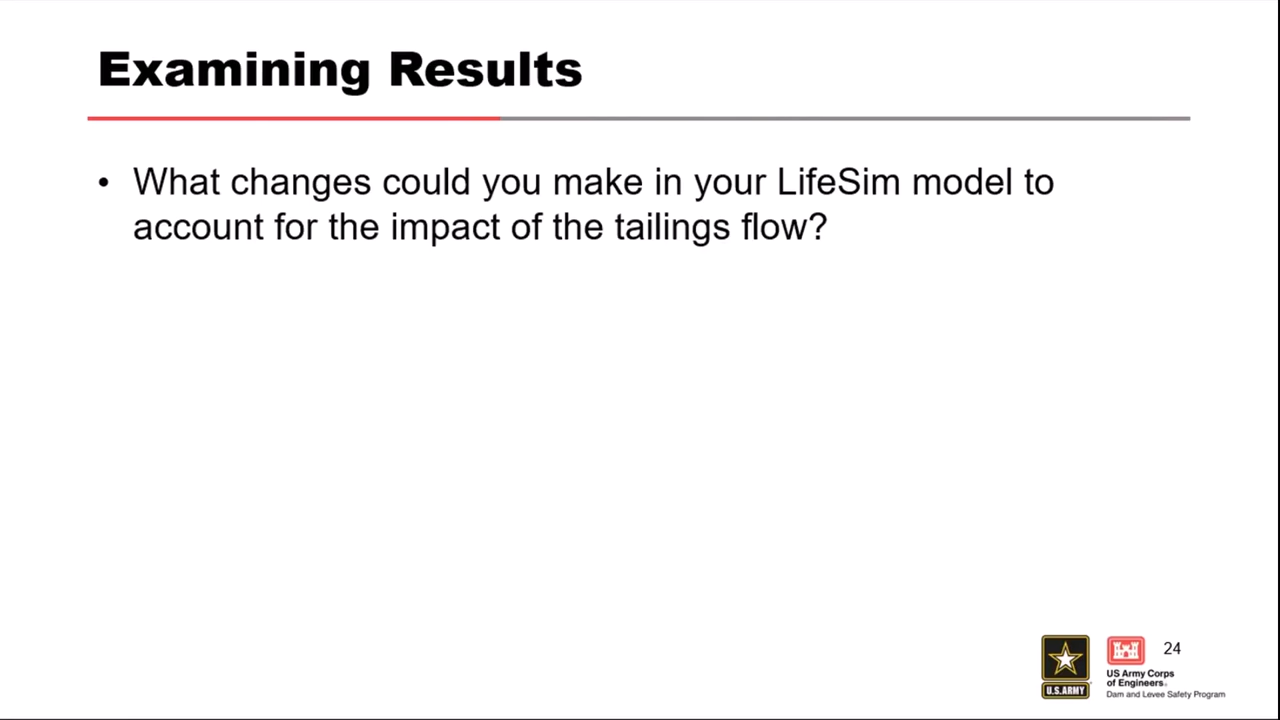 Examining Results
• What changes could you make in your LifeSim model to
account for the impact of the tailings flow?
24
U.S.ARMY
US Army Corps
of Engineers®
Dam and Levee Safety Program